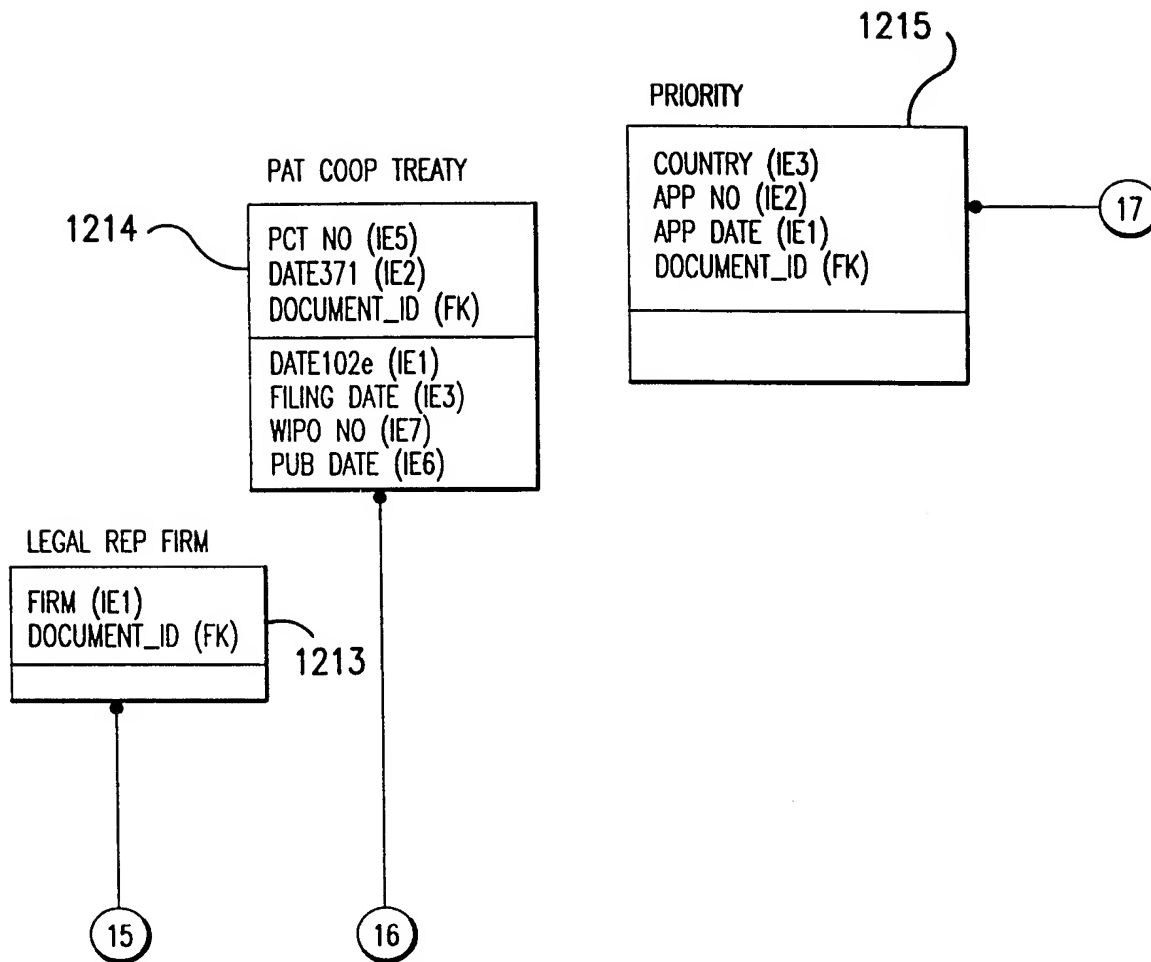 1215
PRIORITY
COUNTRY (IE3)
APP NO (IE2)
APP DATE (IE1)
DOCUMENT_ID (FK)
17
PAT COOP TREATY
1214
PCT NO (IE5)
DATE371 (IE2)
DOCUMENT_ID (FK)
DATE102e (IE1)
FILING DATE (IE3)
WIPO NO (IE7)
PUB DATE (IE6)
LEGAL REP FIRM
FIRM (IE1)
DOCUMENT_ID (FK)
1213
15
16